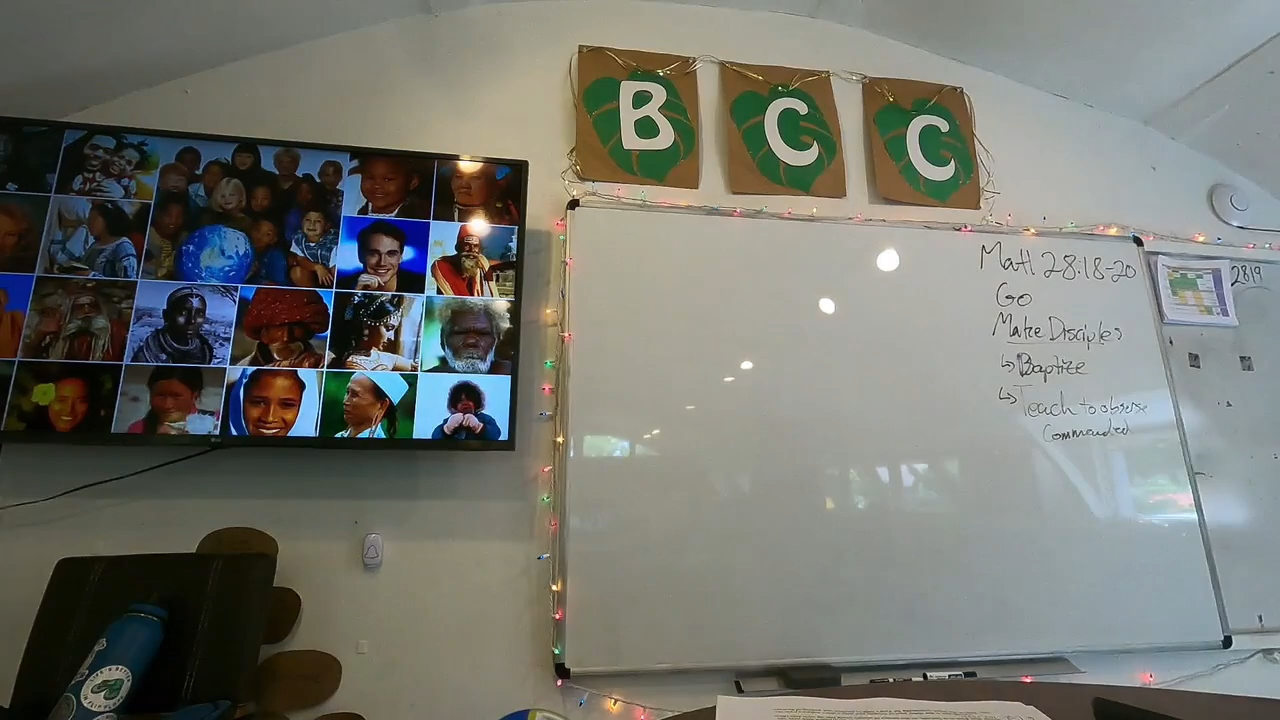 B C C
Matt 28:18-20
Go
Make Disciples
↳ Baptize
↳ Teach to observe
Commanded
2819